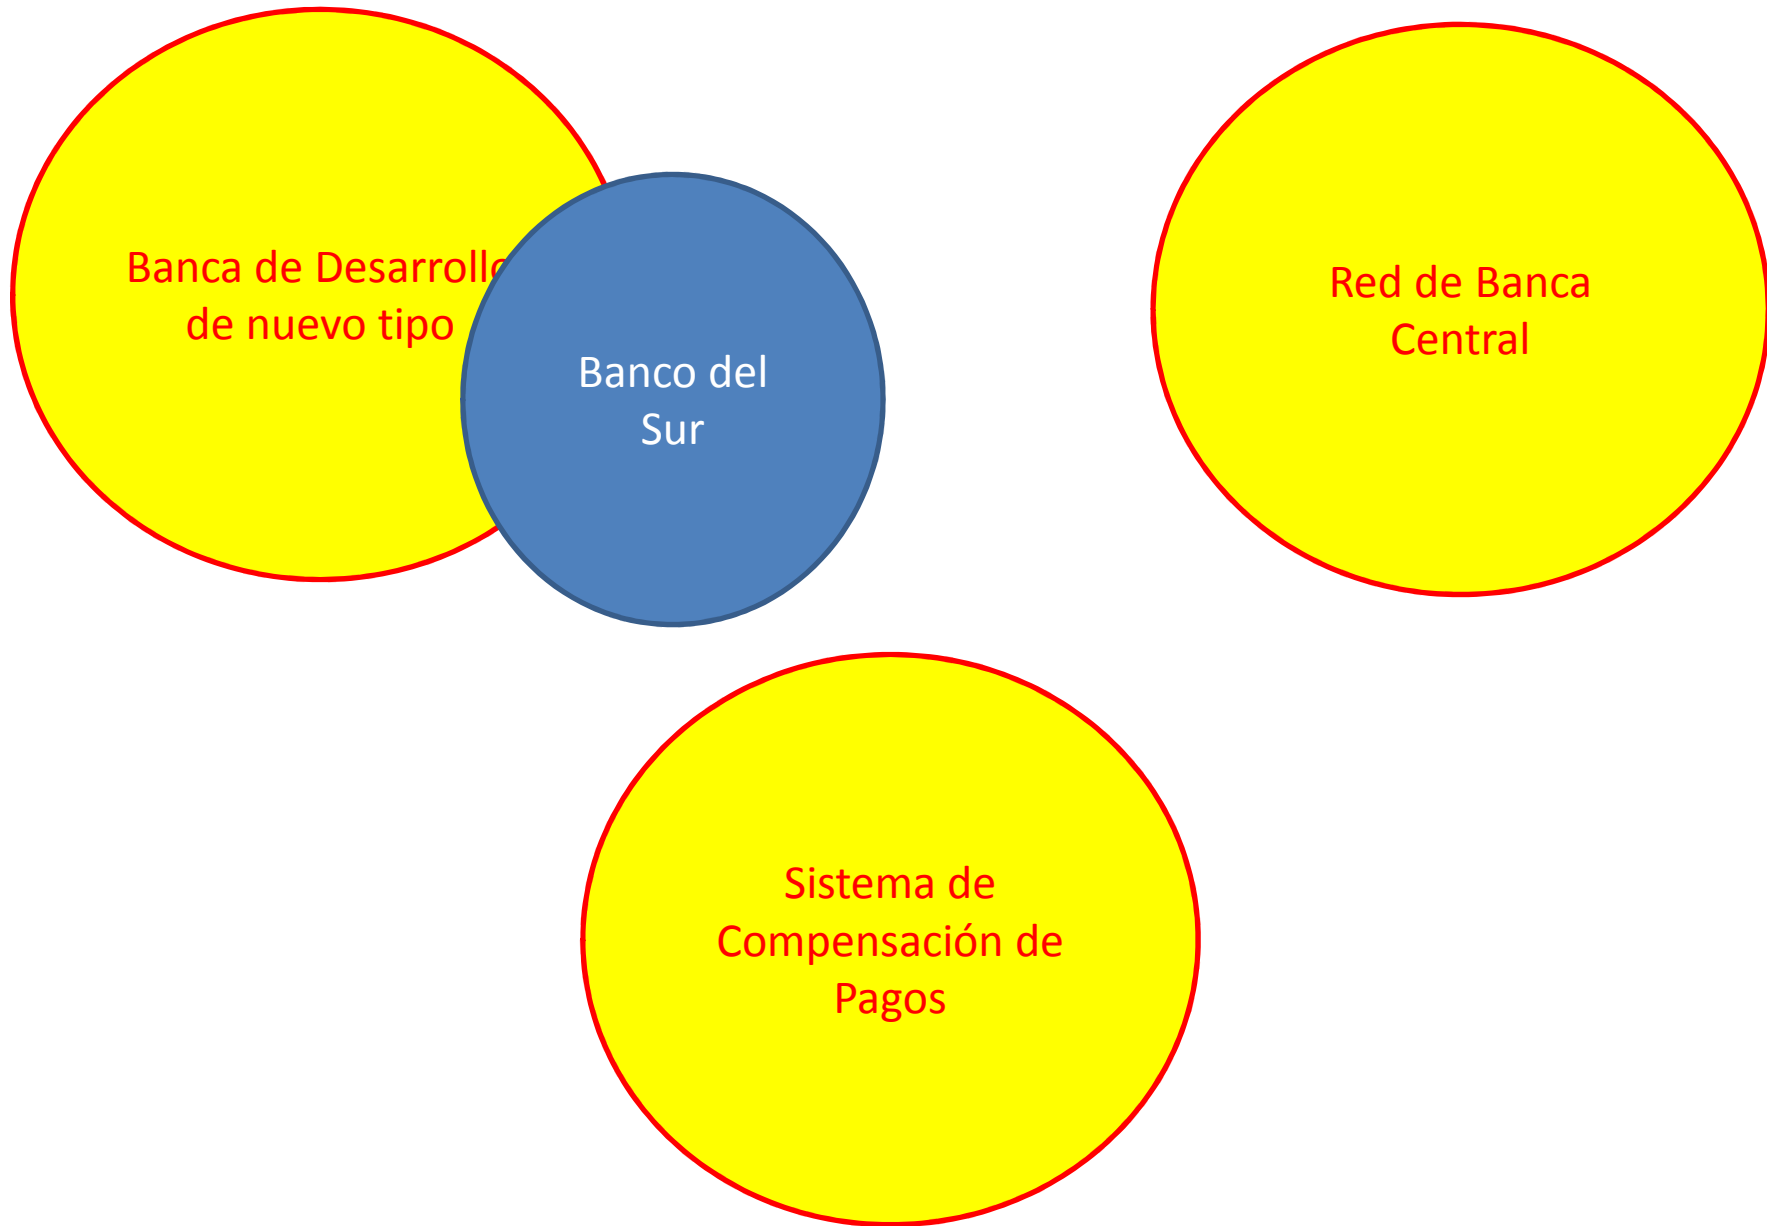 Banca de Desarrollo
de nuevo tipo
Banco del
Sur
Red de Banca
Central
Sistema de
Compensación de
Pagos